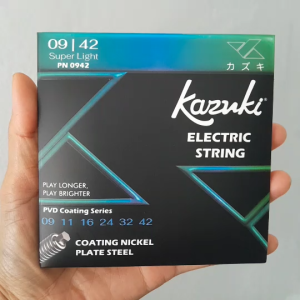 09 | 42
Super Light
PN 0942
カズキ
Kazuki
ELECTRIC
STRING
PLAY LONGER,
PLAY BRIGHTER
PVD Coating Series
09 11 16 24 32 42
COATING NICKEL
PLATE STEEL